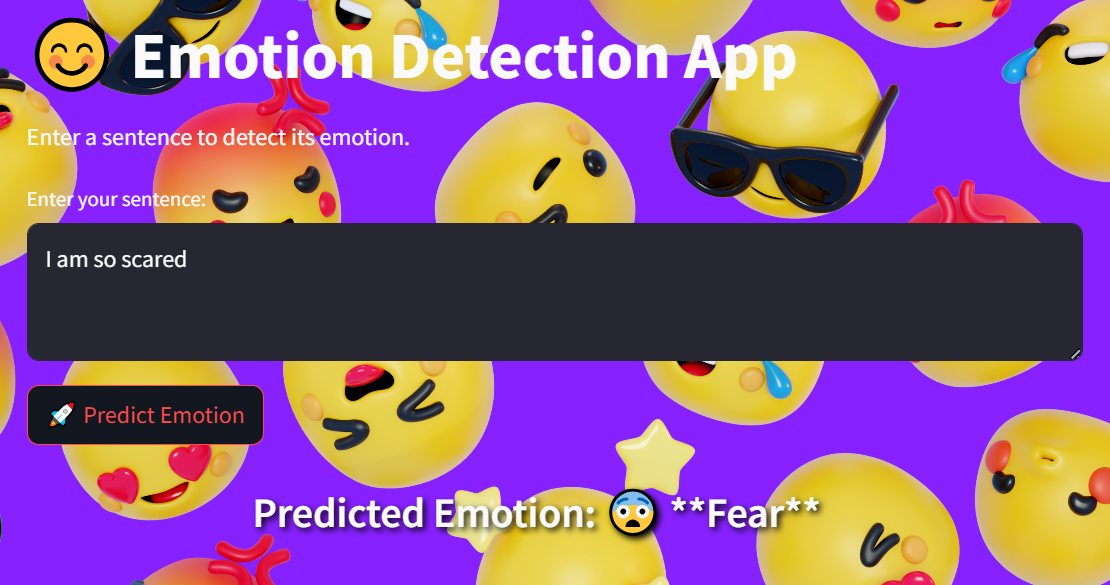 😊 Emotion Detection App
Enter a sentence to detect its emotion.
Enter your sentence:
I am so scared
🚀 Predict Emotion
Predicted Emotion: 😨 **Fear**